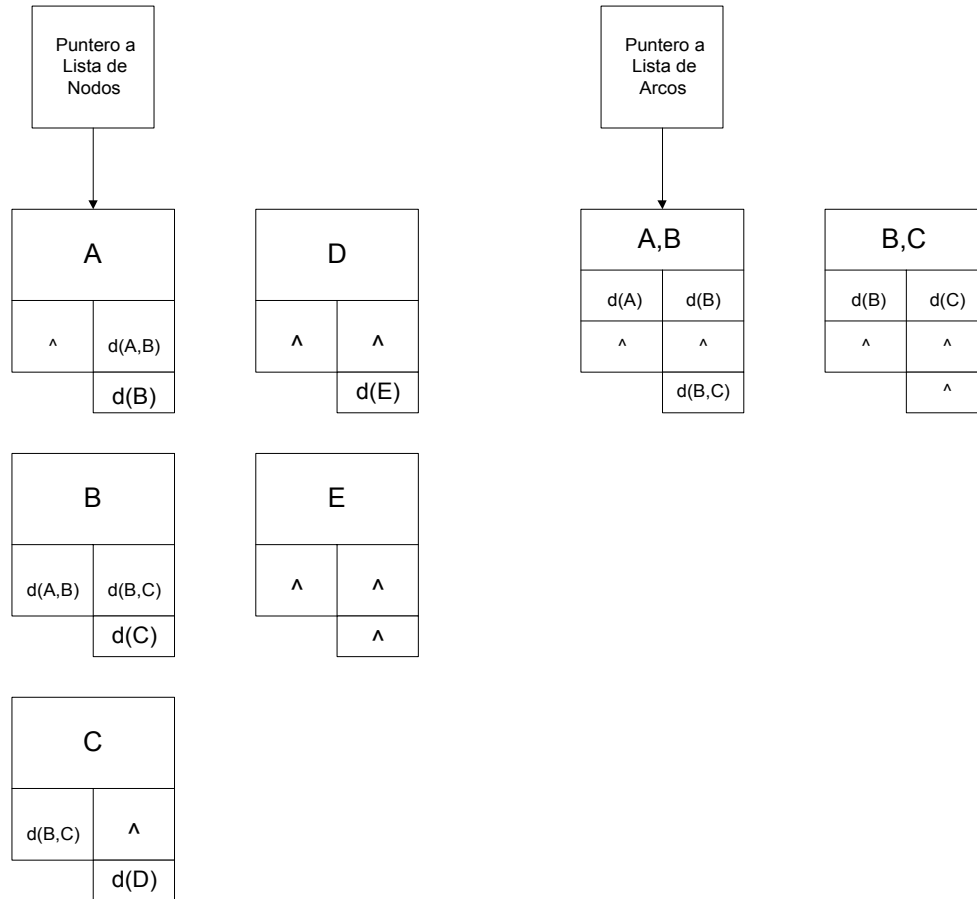 Puntero a
Lista de
Nodos
Puntero a
Lista de
Arcos
A
^
d(A,B)
d(B)
D
^
^
d(E)
A,B
d(A)
d(B)
^
^
d(B,C)
B,C
d(B)
d(C)
^
^
^
B
d(A,B)
d(B,C)
d(C)
E
^
^
^
C
d(B,C)
^
d(D)